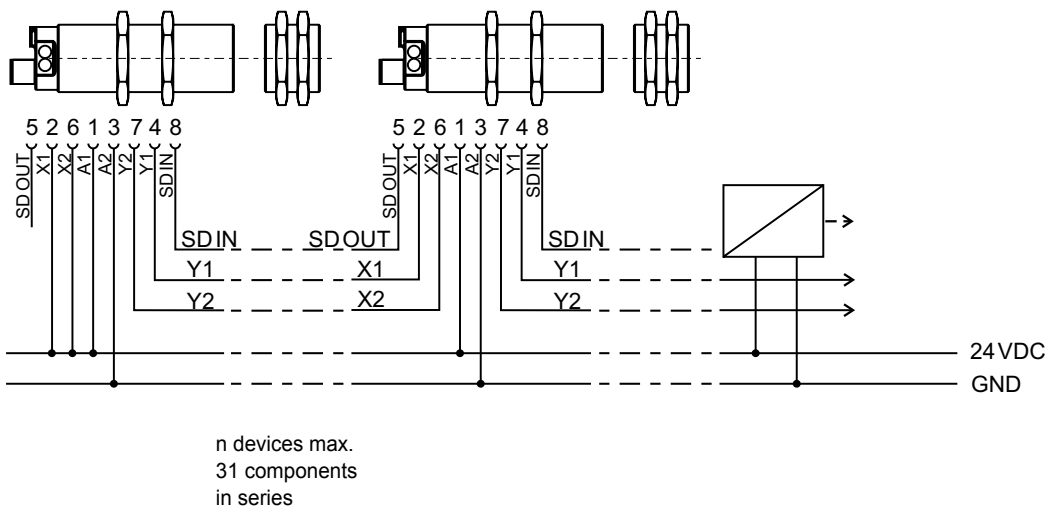 5 2 6 1 3 7 4 8
SD OUT X1 X2 A1 A2 Y2 Y1 SD IN
5 2 6 1 3 7 4 8
SD OUT X1 X2 A1 A2 Y2 Y1 SD IN
SD IN SD OUT SD IN
Y1 X1 Y1
Y2 X2 Y2
24 VDC
GND
n devices max.
31 components
in series